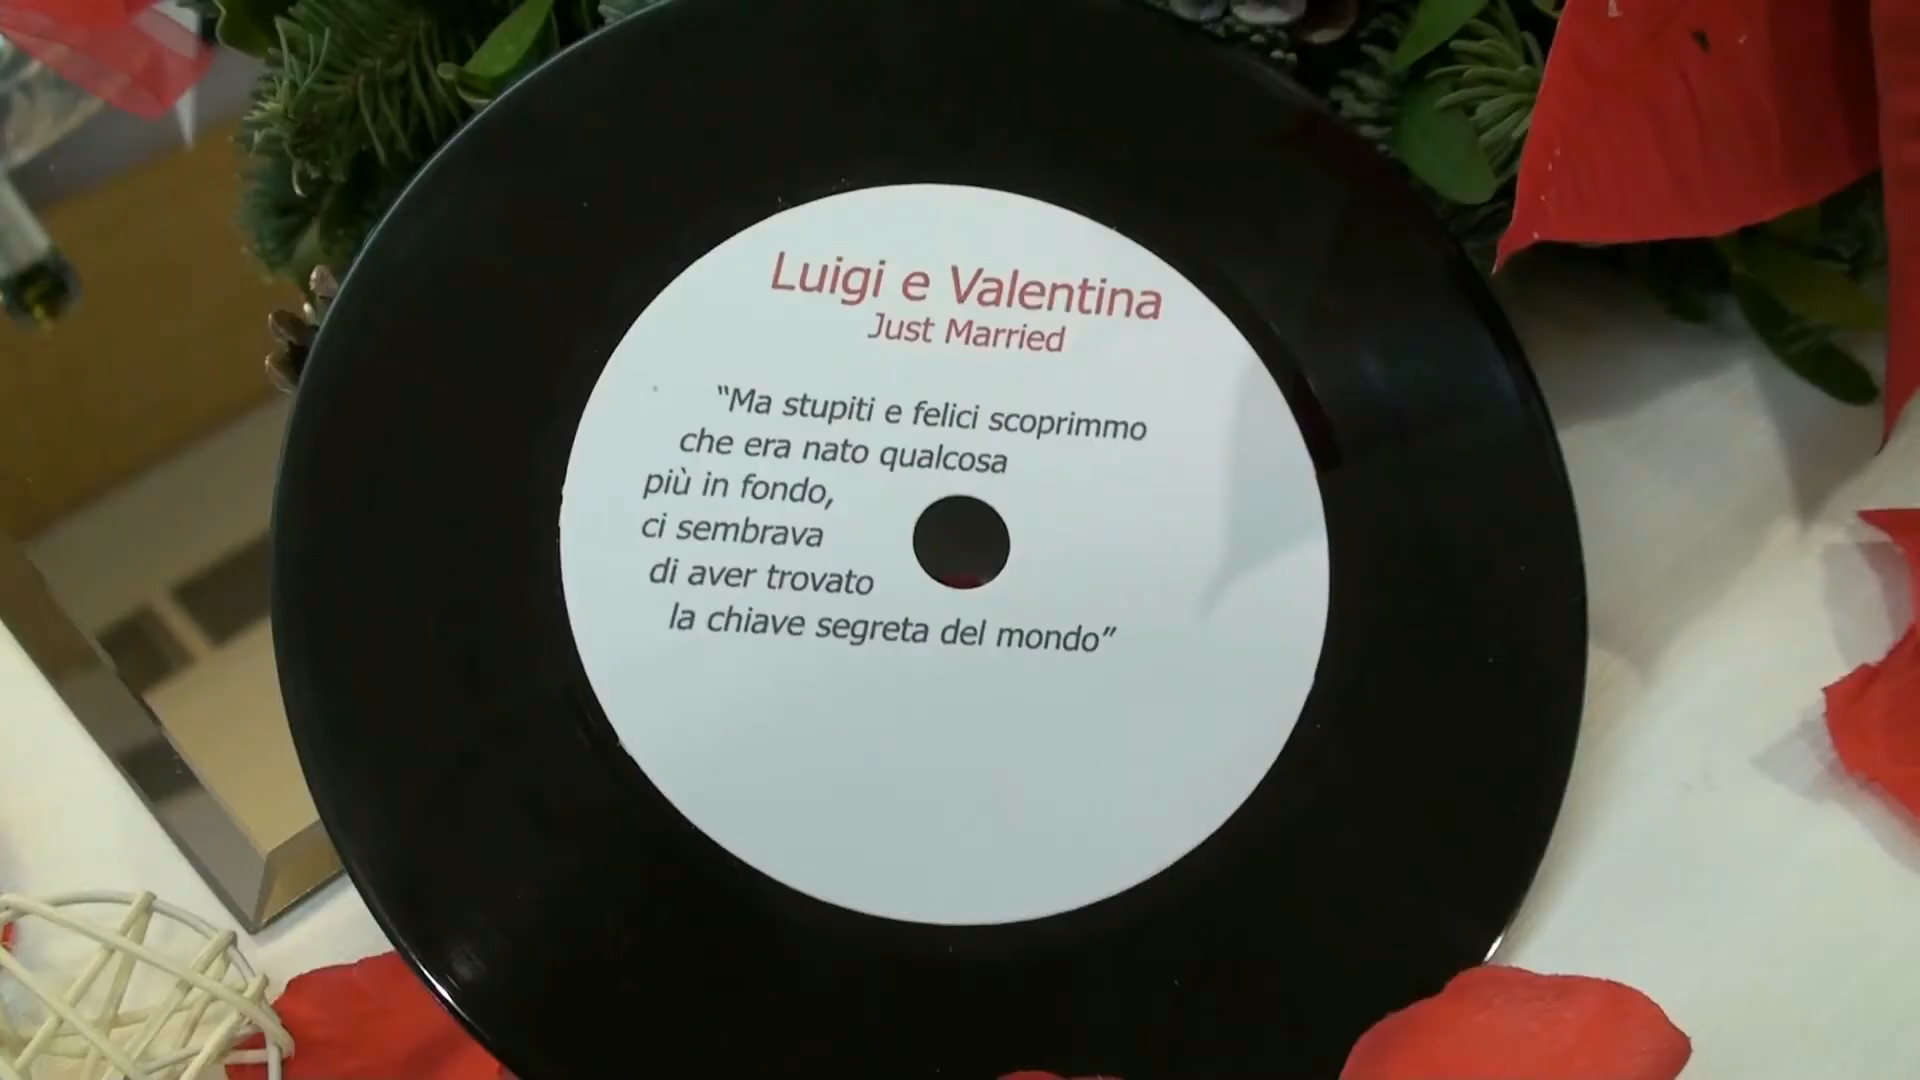 Luigi e Valentina
Just Married
“Ma stupiti e felici scoprimmo
che era nato qualcosa
più in fondo,
ci sembrava
di aver trovato
la chiave segreta del mondo”